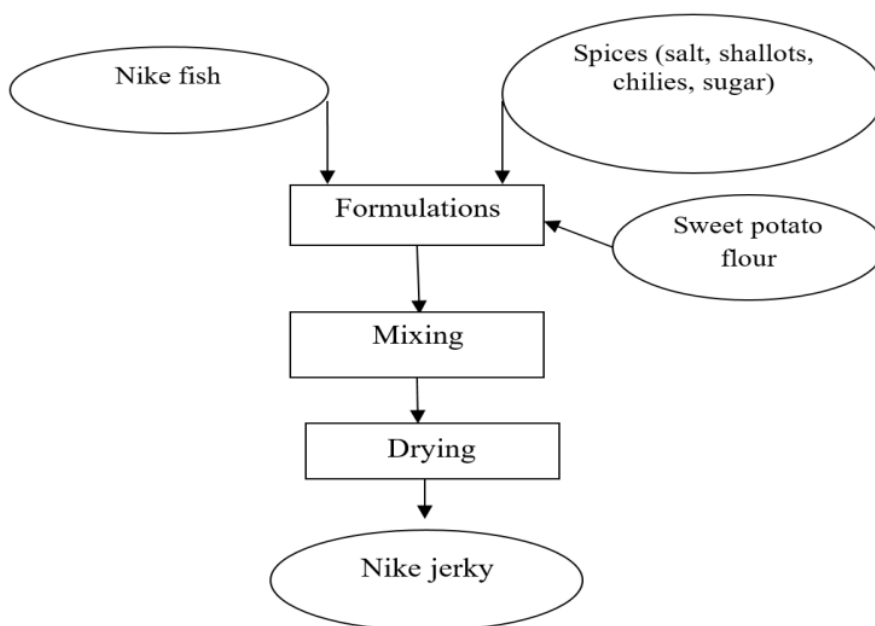 Nike fish
Spices (salt, shallots,
chilies, sugar)
Formulations
Sweet potato
flour
Mixing
Drying
Nike jerky